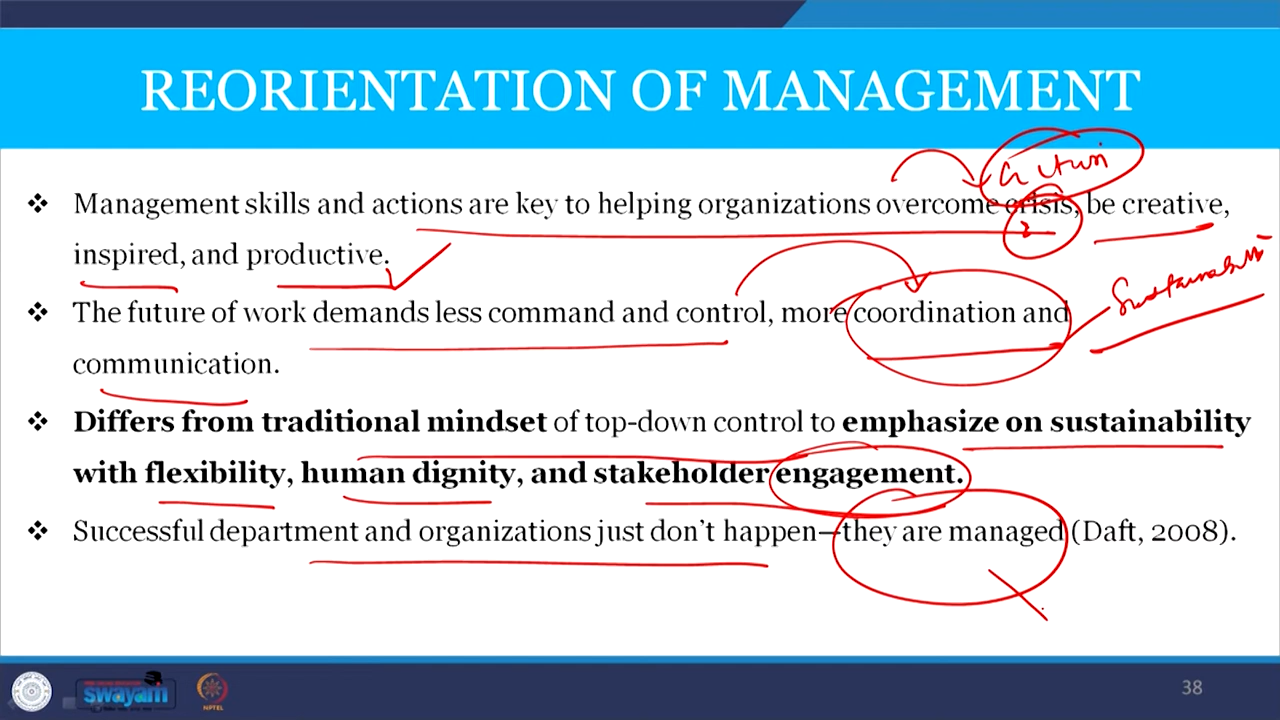 REORIENTATION OF MANAGEMENT
❖ Management skills and actions are key to helping organizations overcome crisis, be creative,
inspired, and productive.
❖ The future of work demands less command and control, more coordination and
communication.
Sustainability
❖ Differs from traditional mindset of top-down control to emphasize on sustainability
with flexibility, human dignity, and stakeholder engagement.
❖ Successful department and organizations just don't happen—they are managed (Daft, 2008).
swayam
NPTEL
38